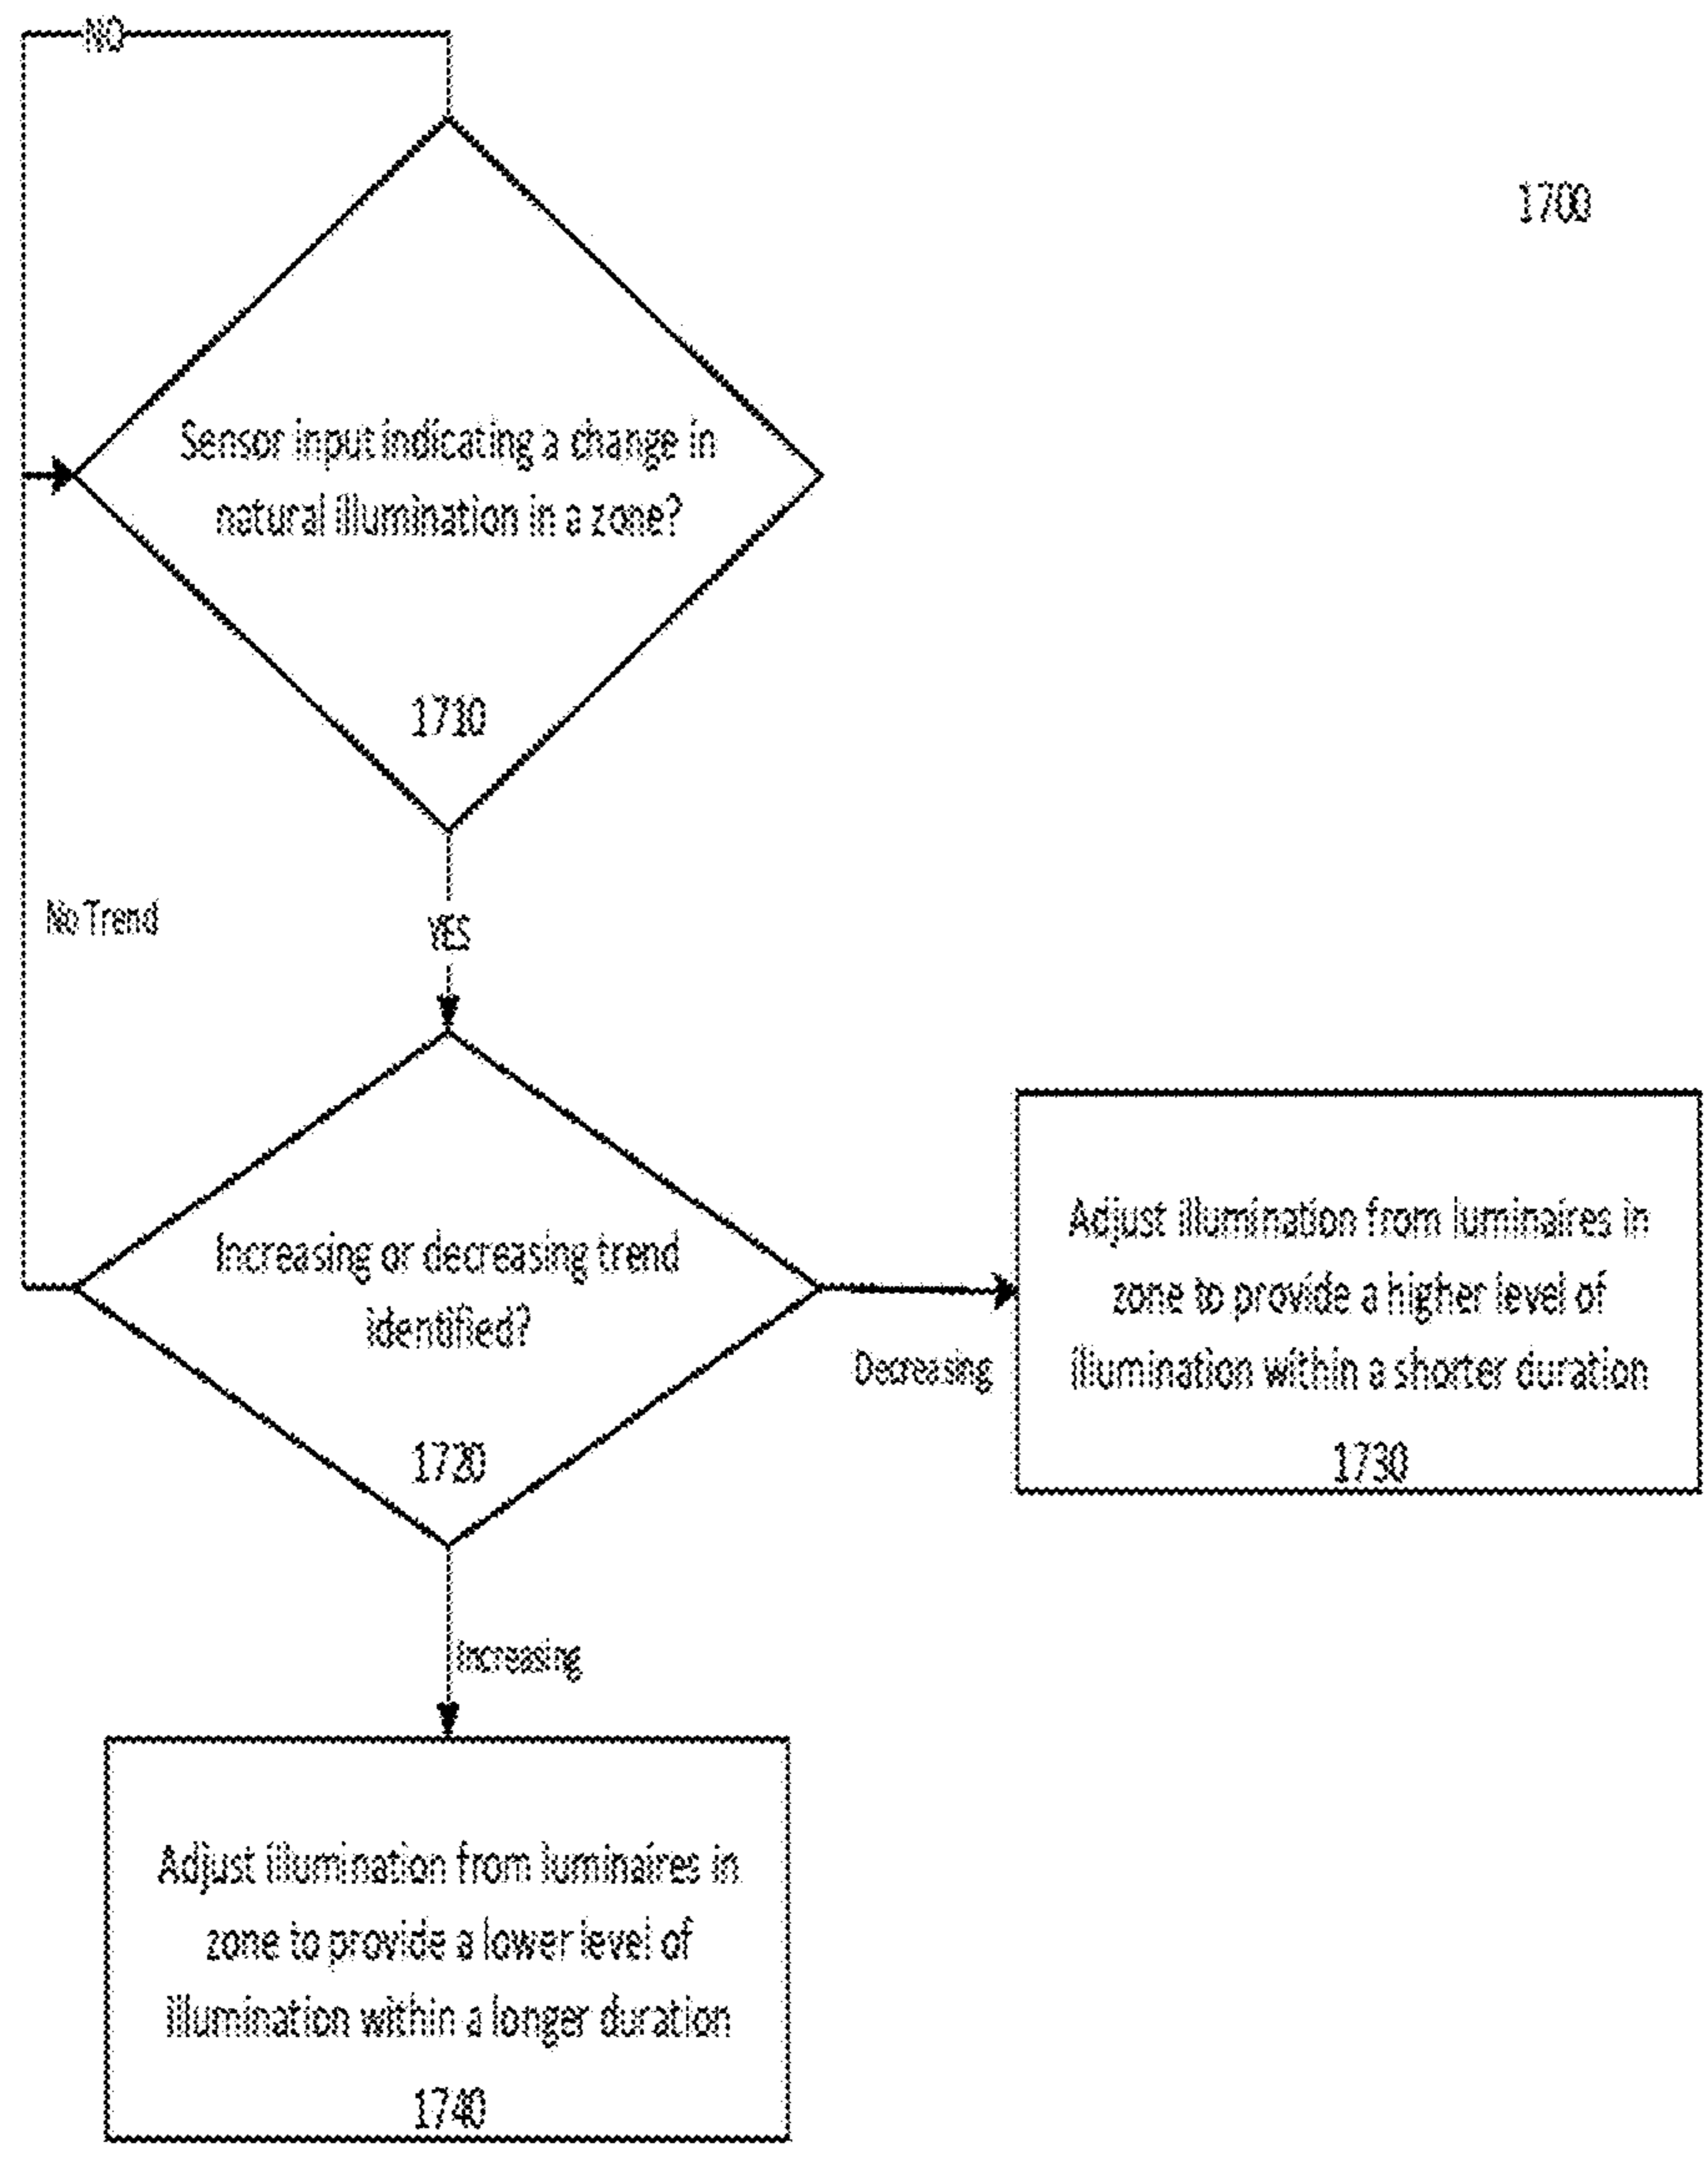 NO
1700
Sensor input indicating a change in
natural illumination in a zone?
1710
No Trend
YES
Increasing or decreasing trend
identified?
1720
Decreasing
Adjust illumination from luminaires in
zone to provide a higher level of
illumination within a shorter duration
1730
Increasing
Adjust illumination from luminaires in
zone to provide a lower level of
illumination within a longer duration
1740